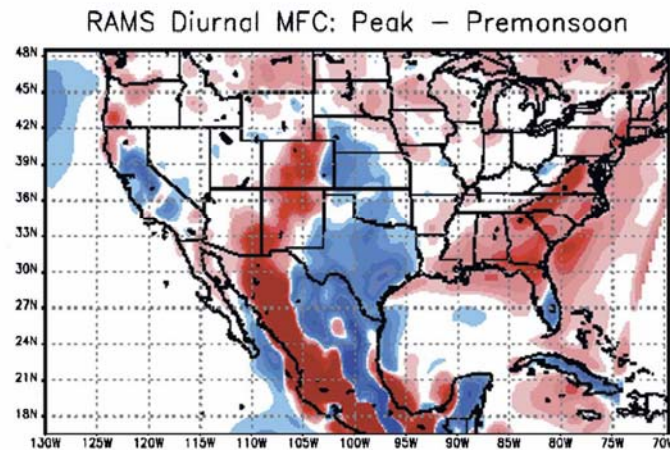 RAMS Diurnal MFC: Peak – Premonsoon
48N
45N
42N
39N
36N
33N
30N
27N
24N
21N
18N
130W 125W 120W 115W 110W 105W 100W 95W 90W 85W 80W 75W 70W